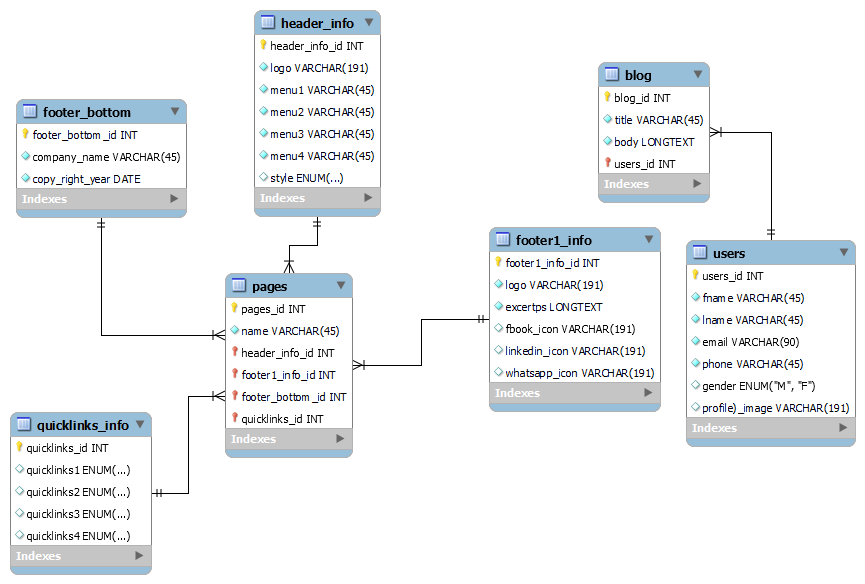 header_info
header_info_id INT
logo VARCHAR(191)
menu1 VARCHAR(45)
menu2 VARCHAR(45)
menu3 VARCHAR(45)
menu4 VARCHAR(45)
style ENUM(...)
Indexes
footer_bottom
footer_bottom_id INT
company_name VARCHAR(45)
copy_right_year DATE
Indexes
blog
blog_id INT
title VARCHAR(45)
body LONGTEXT
users_id INT
Indexes
footer1_info
footer1_info_id INT
logo VARCHAR(191)
excertps LONGTEXT
fbook_icon VARCHAR(191)
linkedin_icon VARCHAR(191)
whatsapp_icon VARCHAR(191)
Indexes
users
users_id INT
fname VARCHAR(45)
lname VARCHAR(45)
email VARCHAR(90)
phone VARCHAR(45)
gender ENUM("M", "F")
profile)_image VARCHAR(191)
Indexes
pages
pages_id INT
name VARCHAR(45)
header_info_id INT
footer1_info_id INT
footer_bottom_id INT
quicklinks_id INT
Indexes
quicklinks_info
quicklinks_id INT
quicklinks1 ENUM(...)
quicklinks2 ENUM(...)
quicklinks3 ENUM(...)
quicklinks4 ENUM(...)
Indexes